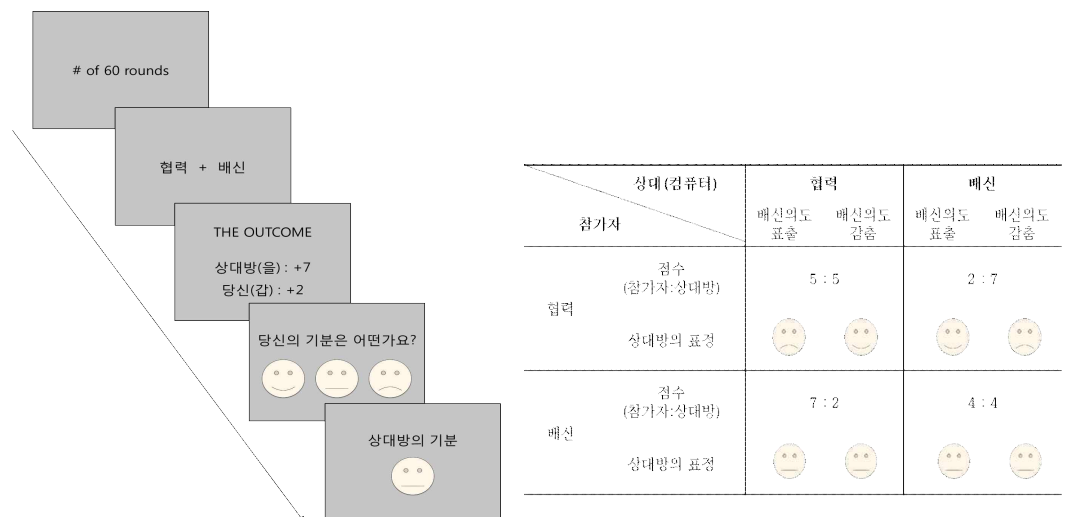 # of 60 rounds
협력 + 배신
THE OUTCOME
상대방(을) : +7
당신(갑) : +2
당신의 기분은 어떤가요?
상대방의 기분
상대(컴퓨터)
참가자
협력
배신
배신의도
표출
배신의도
감춤
배신의도
표출
배신의도
감춤
협력
점수
(참가자:상대방)
5 : 5
2 : 7
상대방의 표정
배신
점수
(참가자:상대방)
7 : 2
4 : 4
상대방의 표정